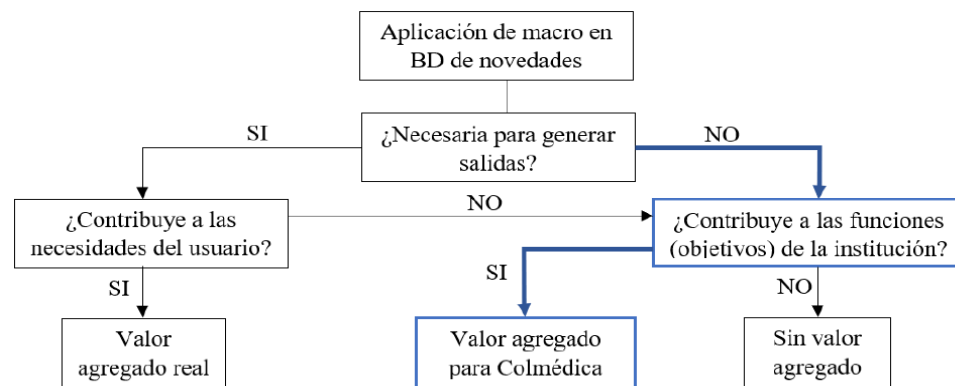 Aplicación de macro en
BD de novedades
SI
¿Necesaria para generar
salidas?
NO
¿Contribuye a las
necesidades del usuario?
NO
¿Contribuye a las funciones
(objetivos) de la institución?
SI
SI
NO
Valor
agregado real
Valor agregado
para Colmédica
Sin valor
agregado